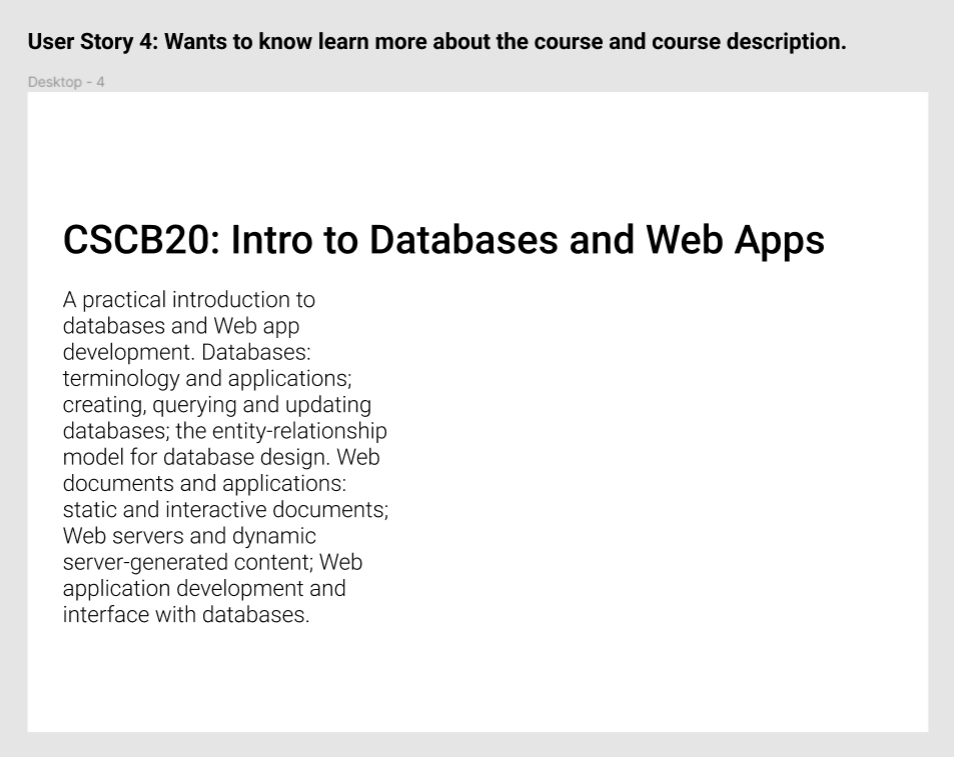 User Story 4: Wants to know learn more about the course and course description.
Desktop - 4
CSCB20: Intro to Databases and Web Apps
A practical introduction to
databases and Web app
development. Databases:
terminology and applications;
creating, querying and updating
databases; the entity-relationship
model for database design. Web
documents and applications:
static and interactive documents;
Web servers and dynamic
server-generated content; Web
application development and
interface with databases.